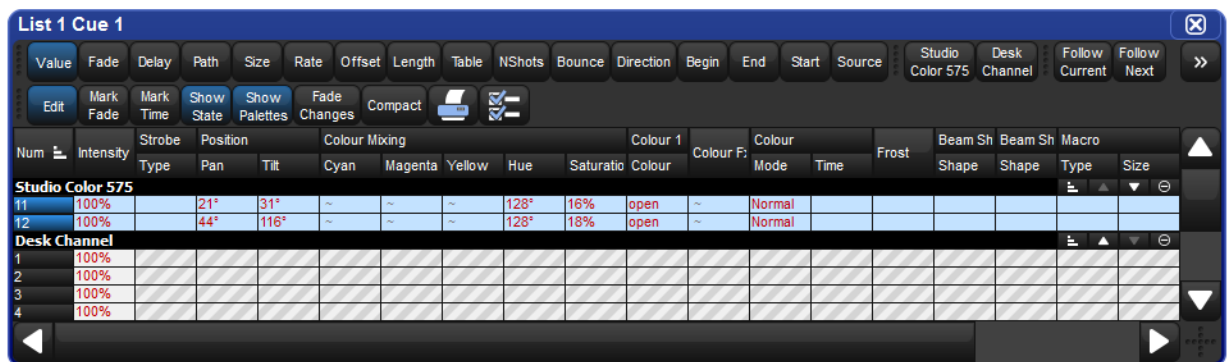 List 1 Cue 1
Value Fade Delay Path Size Rate Offset Length Table NShots Bounce Direction Begin End Start Source Studio Color 575 Desk Channel Follow Current Follow Next »
Edit Mark Fade Mark Time Show State Show Palettes Fade Changes Compact
Num Intensity Strobe Position Colour Mixing Colour 1 Colour F: Colour Frost Beam Sh Beam Sh Macro
Type Pan Tilt Cyan Magenta Yellow Hue Saturatio Colour Mode Time Shape Shape Type Size
Studio Color 575
11 100% 21° 31° ~ ~ ~ 128° 16% open ~ Normal
12 100% 44° 116° ~ ~ ~ 128° 18% open ~ Normal
Desk Channel
1 100%
2 100%
3 100%
4 100%